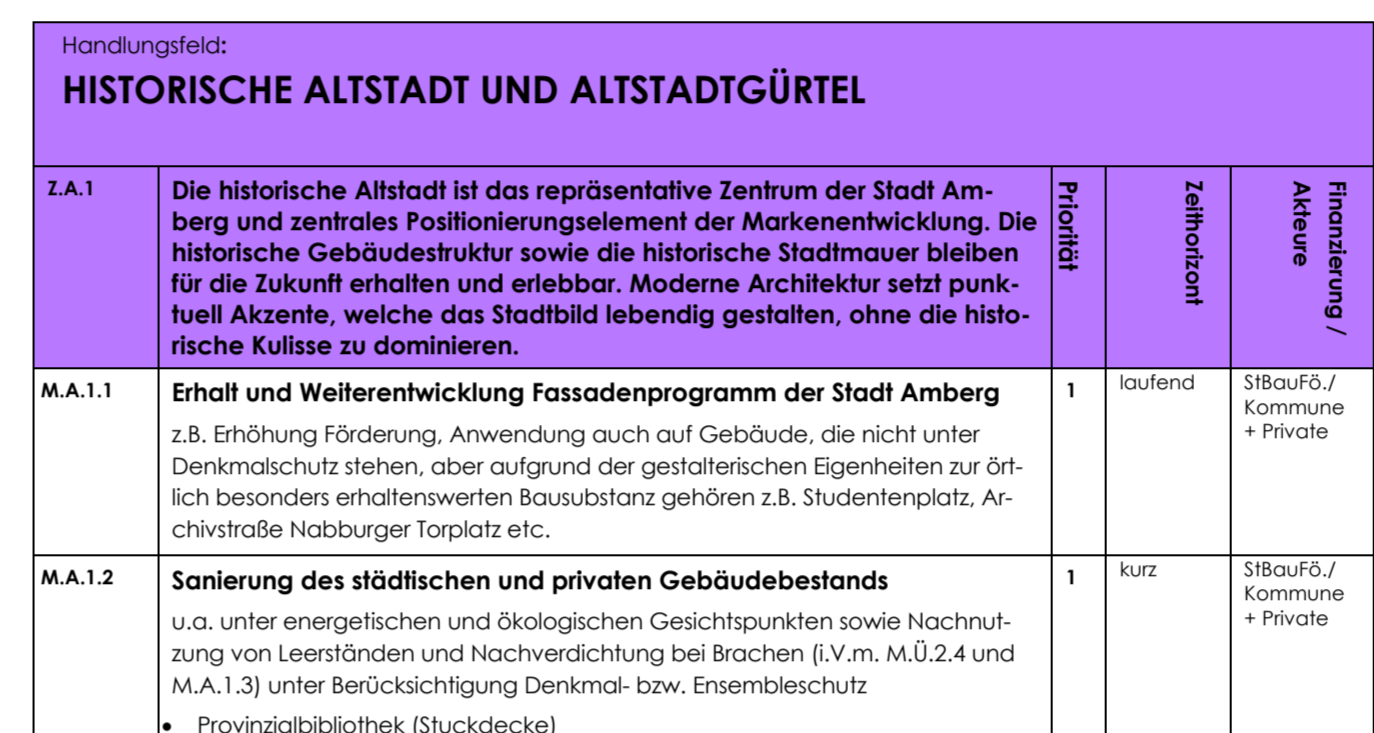 Handlungsfeld:
HISTORISCHE ALTSTADT UND ALTSTADTGÜRTEL
Z.A.1
Die historische Altstadt ist das repräsentative Zentrum der Stadt Am-
berg und zentrales Positionierungselement der Markenentwicklung. Die
historische Gebäudestruktur sowie die historische Stadtmauer bleiben
für die Zukunft erhalten und erlebbar. Moderne Architektur setzt punk-
tuell Akzente, welche das Stadtbild lebendig gestalten, ohne die histo-
rische Kulisse zu dominieren.
Priorität
Zeithorizont
Finanzierung /
Akteure
M.A.1.1
Erhalt und Weiterentwicklung Fassadenprogramm der Stadt Amberg
z.B. Erhöhung Förderung, Anwendung auch auf Gebäude, die nicht unter
Denkmalschutz stehen, aber aufgrund der gestalterischen Eigenheiten zur ört-
lich besonders erhaltenswerten Bausubstanz gehören z.B. Studentenplatz, Ar-
chivstraße Nabburger Torplatz etc.
1
laufend
StBauFö./
Kommune
+ Private
M.A.1.2
Sanierung des städtischen und privaten Gebäudebestands
u.a. unter energetischen und ökologischen Gesichtspunkten sowie Nachnut-
zung von Leerständen und Nachverdichtung bei Brachen (i.V.m. M.Ü.2.4 und
M.A.1.3) unter Berücksichtigung Denkmal- bzw. Ensembleschutz
• Provinzialbibliothek (Stuckdecke)
1
kurz
StBauFö./
Kommune
+ Private